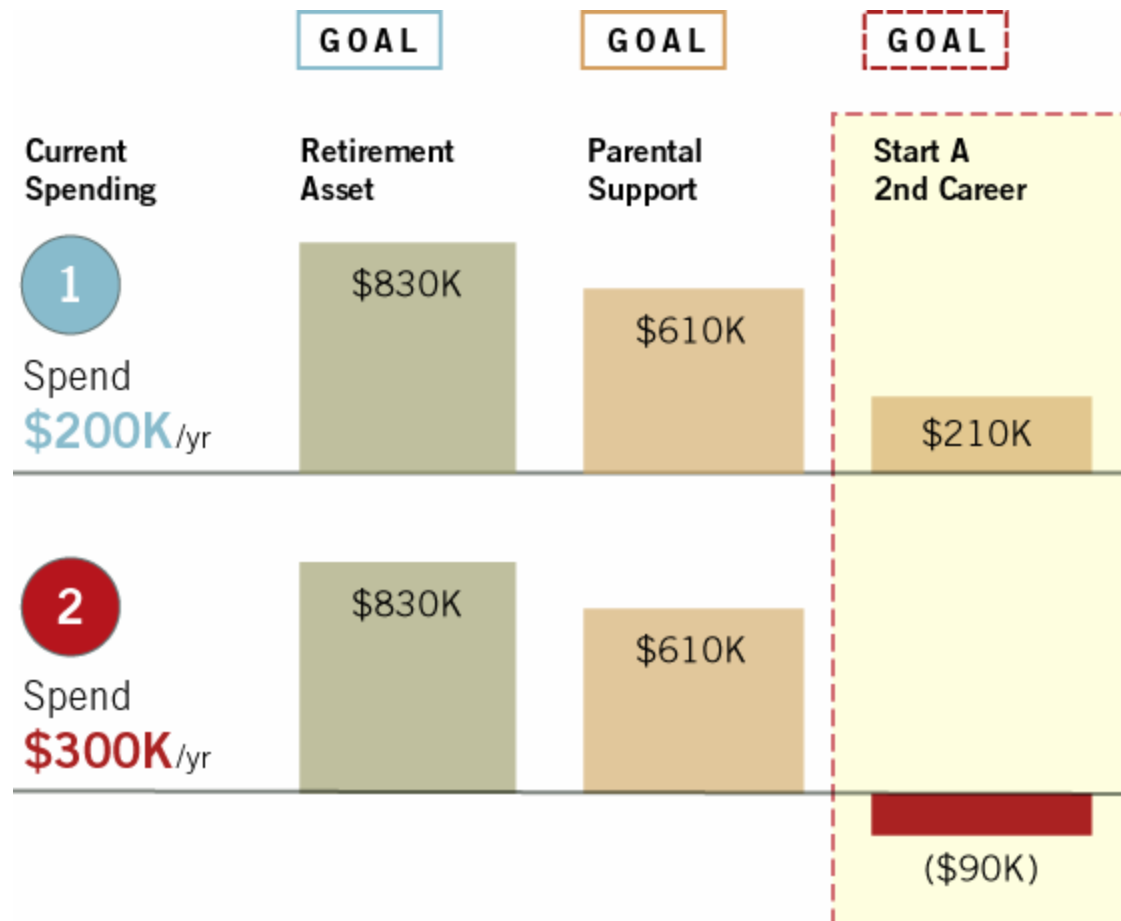 GOAL
GOAL
GOAL
Current
Spending
Retirement
Asset
Parental
Support
Start A
2nd Career
1
Spend
$200K/yr
$830K
$610K
$210K
2
Spend
$300K/yr
$830K
$610K
($90K)